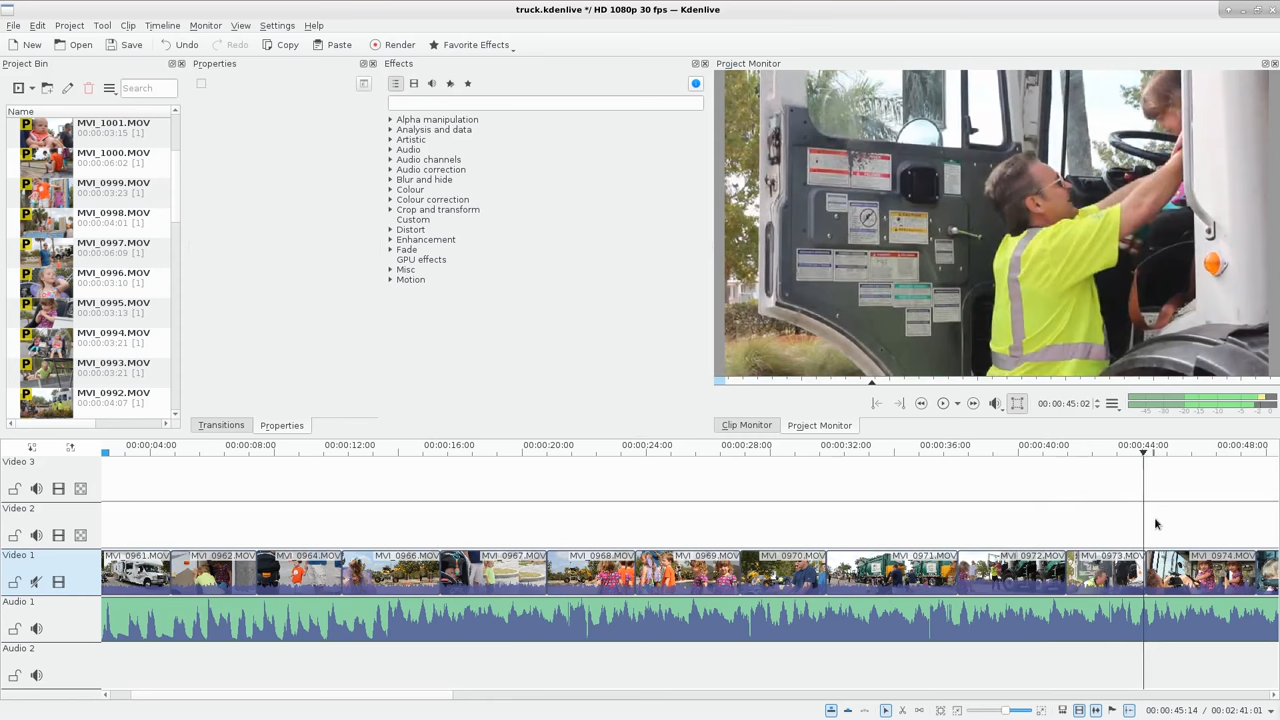 truck.kdenlive */ HD 1080p 30 fps — Kdenlive
File Edit Project Tool Clip Timeline Monitor View Settings Help
New Open Save Undo Redo Copy Paste Render Favorite Effects
Project Bin
Properties
Effects
Project Monitor
Search
Name
MVI_1001.MOV
00:00:03:15 [1]
MVI_1000.MOV
00:00:06:02 [1]
MVI_0999.MOV
00:00:03:23 [1]
MVI_0998.MOV
00:00:04:01 [1]
MVI_0997.MOV
00:00:06:09 [1]
MVI_0996.MOV
00:00:03:10 [1]
MVI_0995.MOV
00:00:03:13 [1]
MVI_0994.MOV
00:00:03:21 [1]
MVI_0993.MOV
00:00:03:21 [1]
MVI_0992.MOV
00:00:04:07 [1]
Alpha manipulation
Analysis and data
Artistic
Audio
Audio channels
Audio correction
Blur and hide
Colour
Colour correction
Crop and transform
Custom
Distort
Enhancement
Fade
GPU effects
Misc
Motion
00:00:45:02
-45 -30 -20 -15 -10 -5 -2 0
Transitions Properties
Clip Monitor Project Monitor
00:00:04:00 00:00:08:00 00:00:12:00 00:00:16:00 00:00:20:00 00:00:24:00 00:00:28:00 00:00:32:00 00:00:36:00 00:00:40:00 00:00:44:00 00:00:48:00
Video 3
Video 2
Video 1
MVI_0961.MOV MVI_0962.MOV MVI_0964.MOV MVI_0966.MOV MVI_0967.MOV MVI_0968.MOV MVI_0969.MOV MVI_0970.MOV MVI_0971.MOV MVI_0972.MOV MVI_0973.MOV MVI_0974.MOV
Audio 1
Audio 2
00:00:45:14 / 00:02:41:01